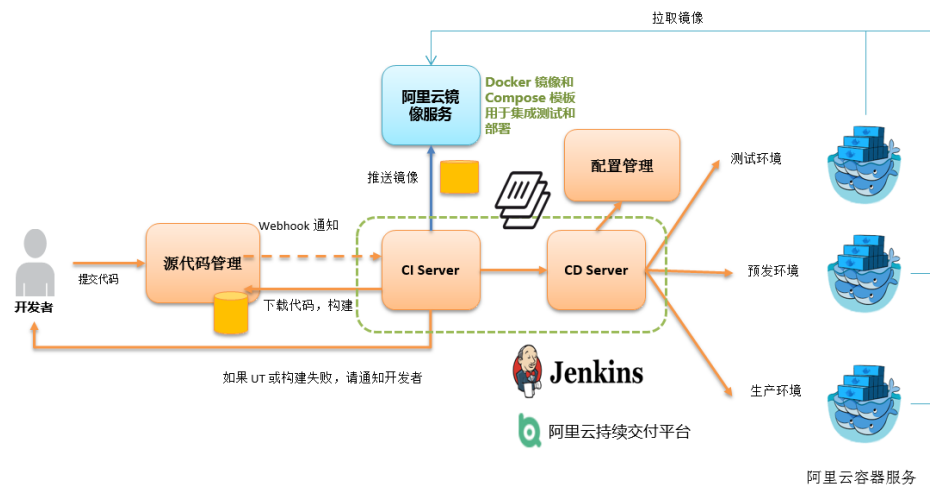 拉取镜像
阿里云镜
像服务
Docker 镜像和
Compose 模板
用于集成测试和
部署
推送镜像
配置管理
测试环境
Webhook 通知
源代码管理
CI Server
CD Server
预发环境
提交代码
开发者
下载代码，构建
如果 UT 或构建失败，请通知开发者
Jenkins
生产环境
阿里云持续交付平台
阿里云容器服务